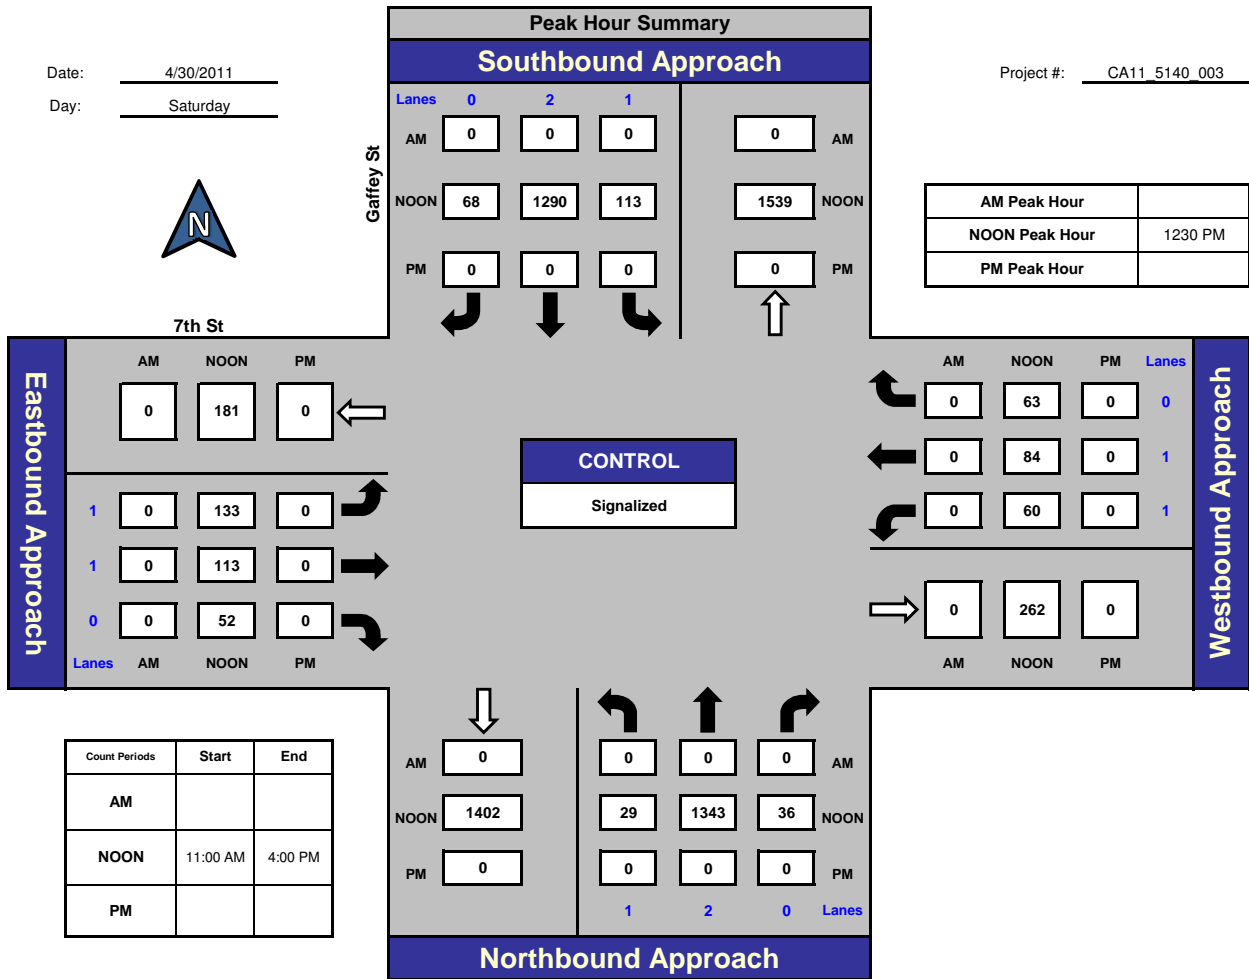 Peak Hour Summary
Southbound Approach
Date: 4/30/2011
Day: Saturday
Project #: CA11_5140_003
N
Gaffey St
Lanes 0 2 1
AM 0 0 0 0 AM
NOON 68 1290 113 1539 NOON
PM 0 0 0 0 PM
AM Peak Hour
NOON Peak Hour 1230 PM
PM Peak Hour
7th St
Eastbound Approach
AM NOON PM
0 181 0
1 0 133 0
1 0 113 0
0 0 52 0
Lanes AM NOON PM
CONTROL
Signalized
AM NOON PM Lanes
0 63 0 0
0 84 0 1
0 60 0 1
0 262 0
AM NOON PM
Westbound Approach
Count Periods Start End
AM
NOON 11:00 AM 4:00 PM
PM
AM 0 0 0 0 AM
NOON 1402 29 1343 36 NOON
PM 0 0 0 0 PM
1 2 0 Lanes
Northbound Approach